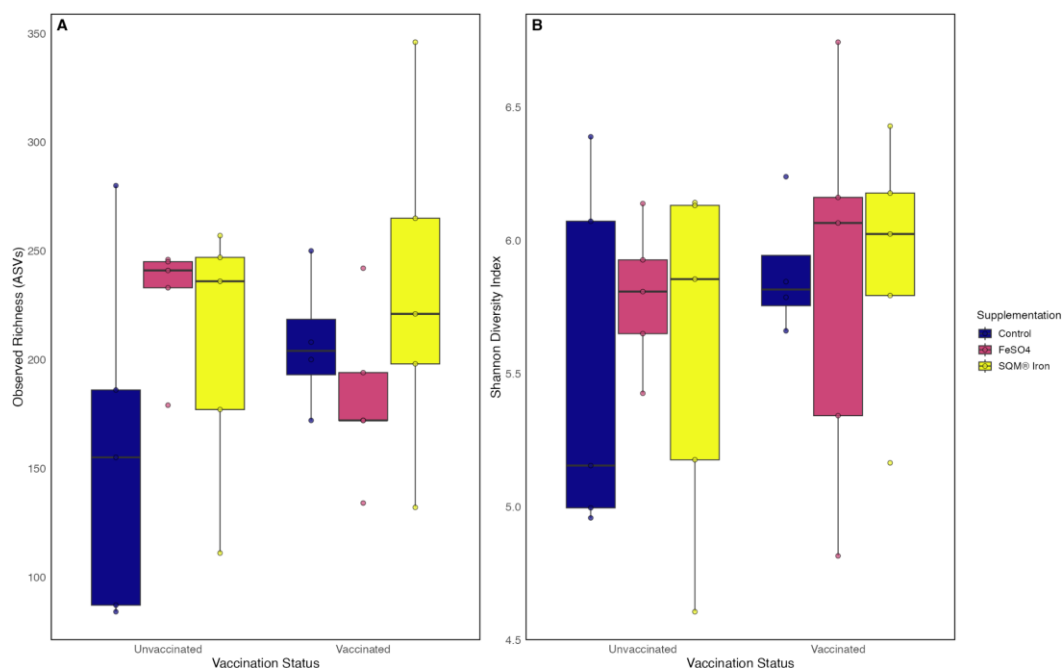 A
B
350
300
250
200
150
100
Observed Richness (ASVs)
Unvaccinated
Vaccinated
Vaccination Status
6.5
6.0
5.5
5.0
4.5
Shannon Diversity Index
Unvaccinated
Vaccinated
Vaccination Status
Supplementation
Control
FeSO4
SQM® Iron